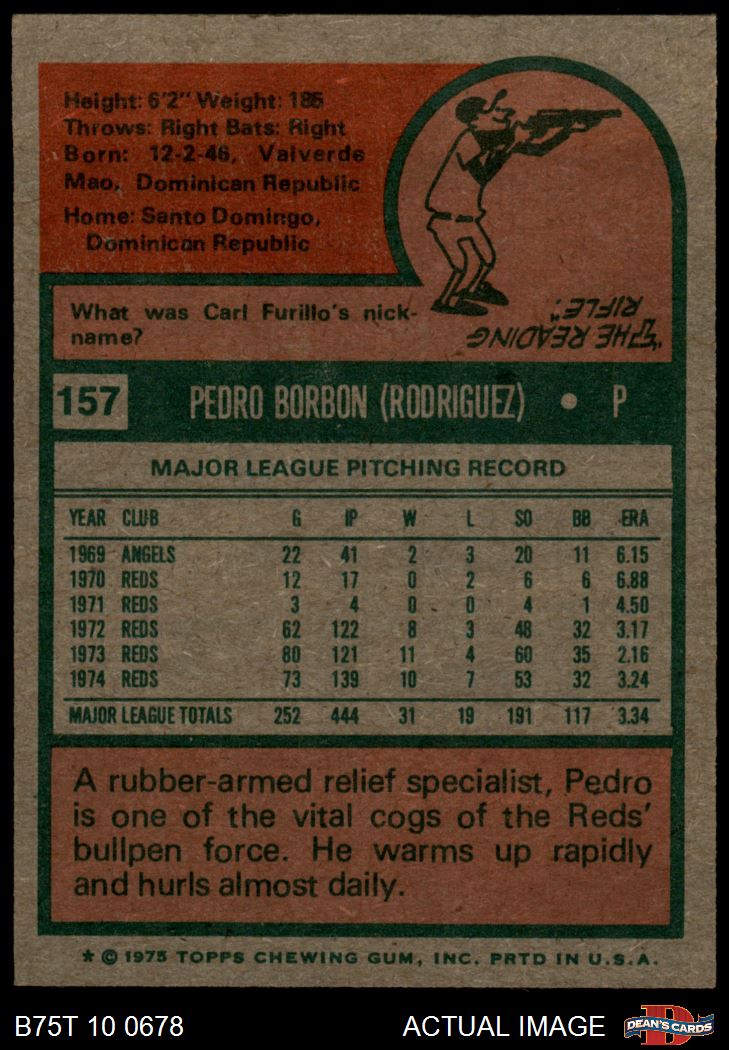 Height: 6'2" Weight: 185
Throws: Right Bats: Right
Born: 12-2-46, Valverde
Mao, Dominican Republic
Home: Santo Domingo,
Dominican Republic
What was Carl Furillo's nick-
name?
"THE READING
RIFLE".
157 PEDRO BORBON (RODRIGUEZ) • P
MAJOR LEAGUE PITCHING RECORD
YEAR CLUB G IP W L SO BB ERA
1969 ANGELS 22 41 2 3 20 11 6.15
1970 REDS 12 17 0 2 6 6 6.88
1971 REDS 3 4 0 0 4 1 4.50
1972 REDS 62 122 8 3 48 32 3.17
1973 REDS 80 121 11 4 60 35 2.16
1974 REDS 73 139 10 7 53 32 3.24
MAJOR LEAGUE TOTALS 252 444 31 19 191 117 3.34
A rubber-armed relief specialist, Pedro
is one of the vital cogs of the Reds'
bullpen force. He warms up rapidly
and hurls almost daily.
* © 1975 TOPPS CHEWING GUM, INC. PRTD IN U.S.A.
B75T 10 0678 ACTUAL IMAGE DEAN'S CARDS